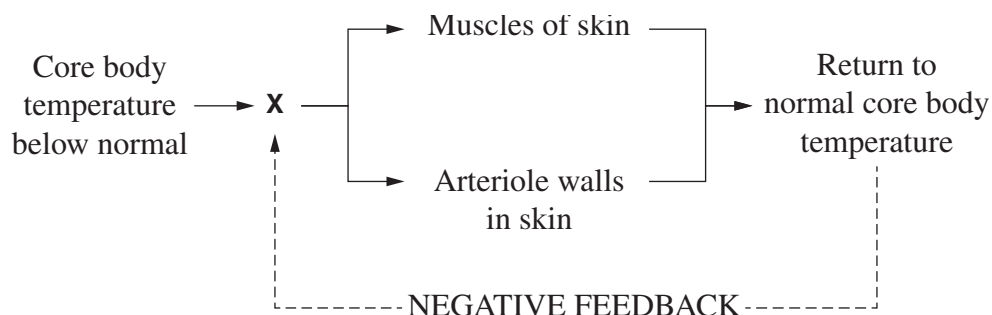 Muscles of skin
Core body
temperature
below normal
X
Return to
normal core body
temperature
Arteriole walls
in skin
NEGATIVE FEEDBACK